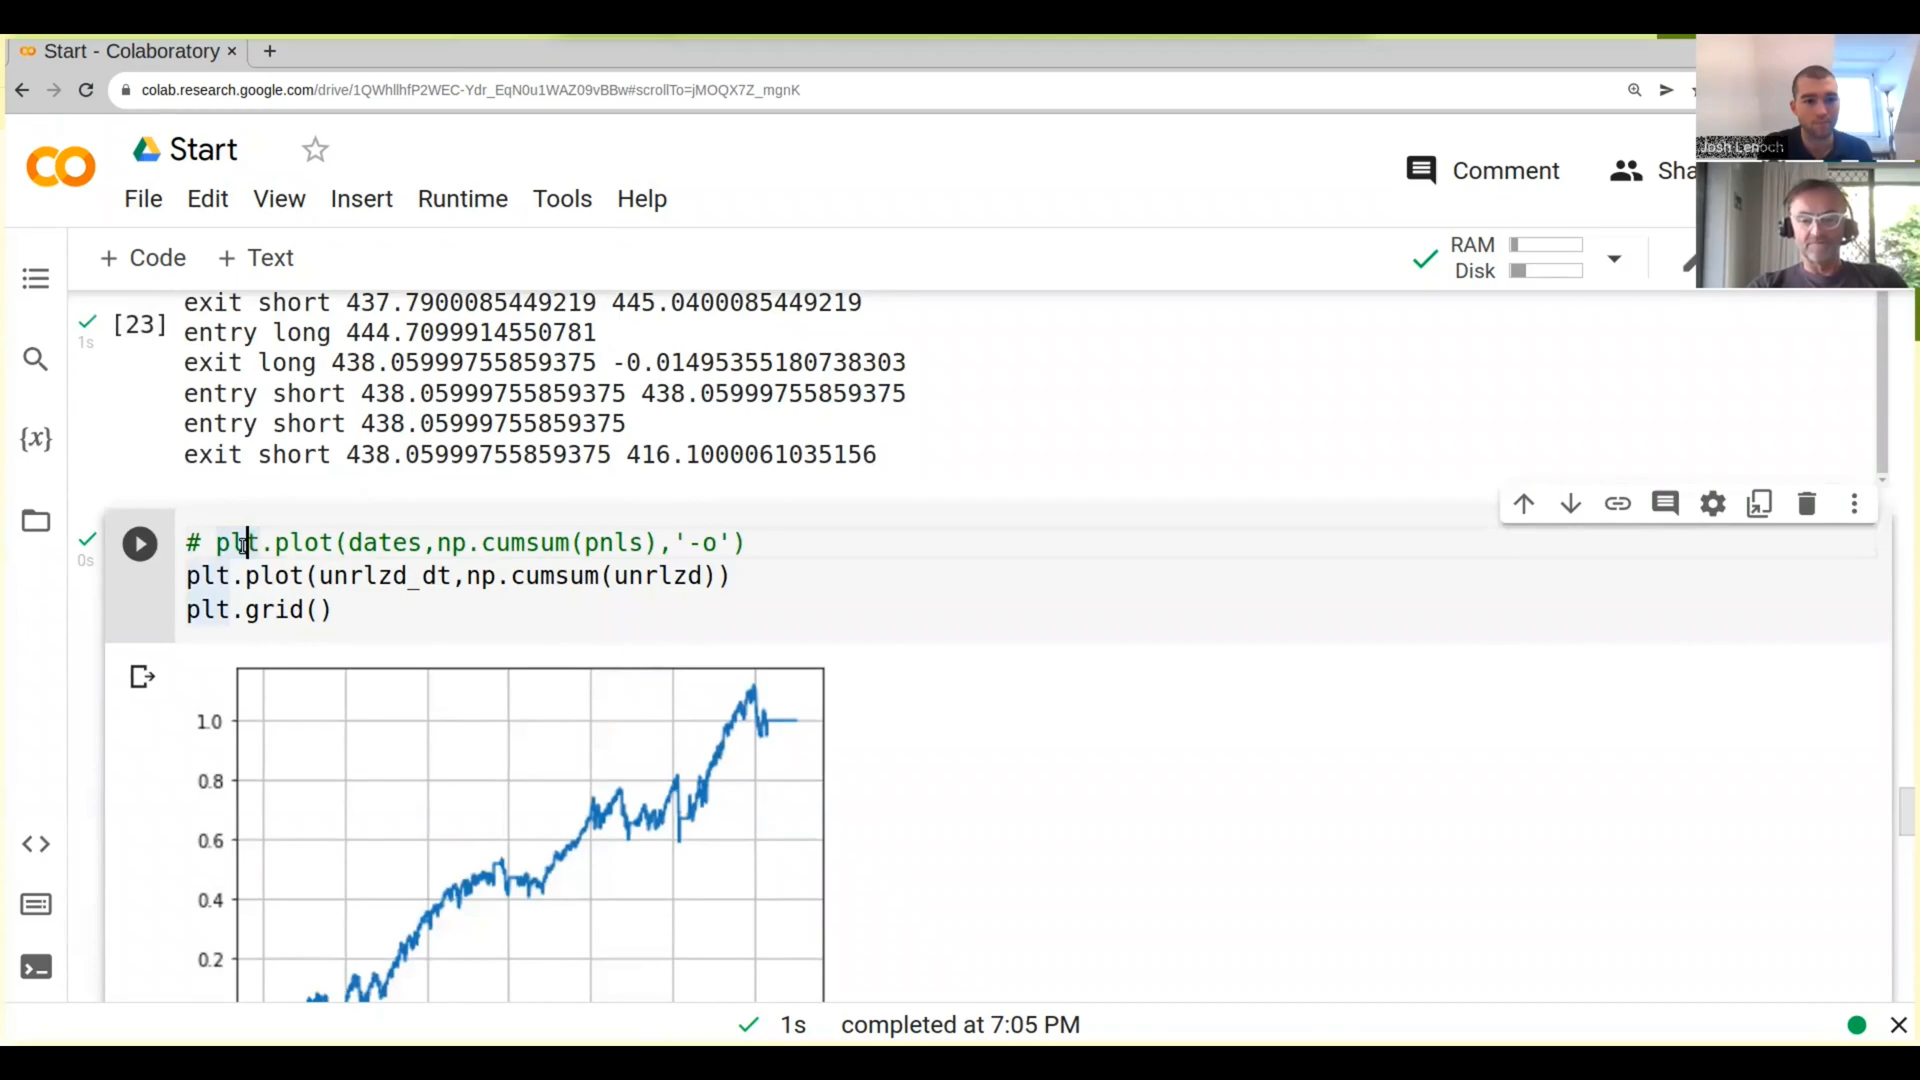 Start - Colaboratory
colab.research.google.com/drive/1QWhllhfP2WEC-Ydr_EqN0u1WAZ09vBBw#scrollTo=jMOQX7Z_mgnK
Josh Lenoch
Start
Comment
Sha
File Edit View Insert Runtime Tools Help
+ Code + Text
RAM
Disk
exit short 437.7900085449219 445.0400085449219
[23]
1s
entry long 444.7099914550781
exit long 438.05999755859375 -0.01495355180738303
entry short 438.05999755859375 438.05999755859375
entry short 438.05999755859375
exit short 438.05999755859375 416.1000061035156
{x}
0s
# plt.plot(dates,np.cumsum(pnls),'-o')
plt.plot(unrlzd_dt,np.cumsum(unrlzd))
plt.grid()
1.0
0.8
0.6
0.4
0.2
1s completed at 7:05 PM